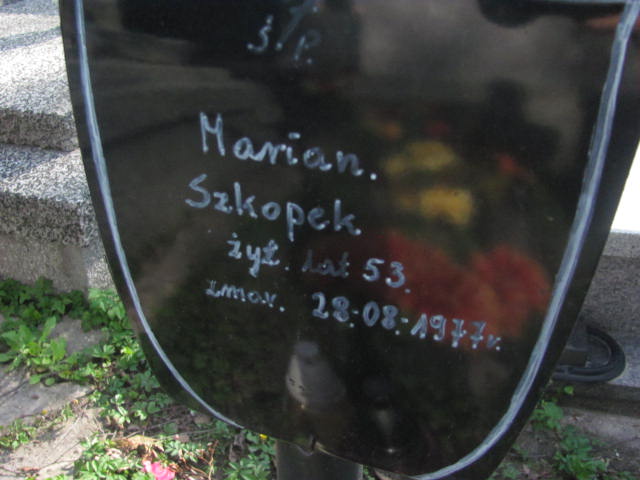 Ś.P.
Marian.
Szkopek
żył. lat 53.
zmar. 28.-08.-1977r.